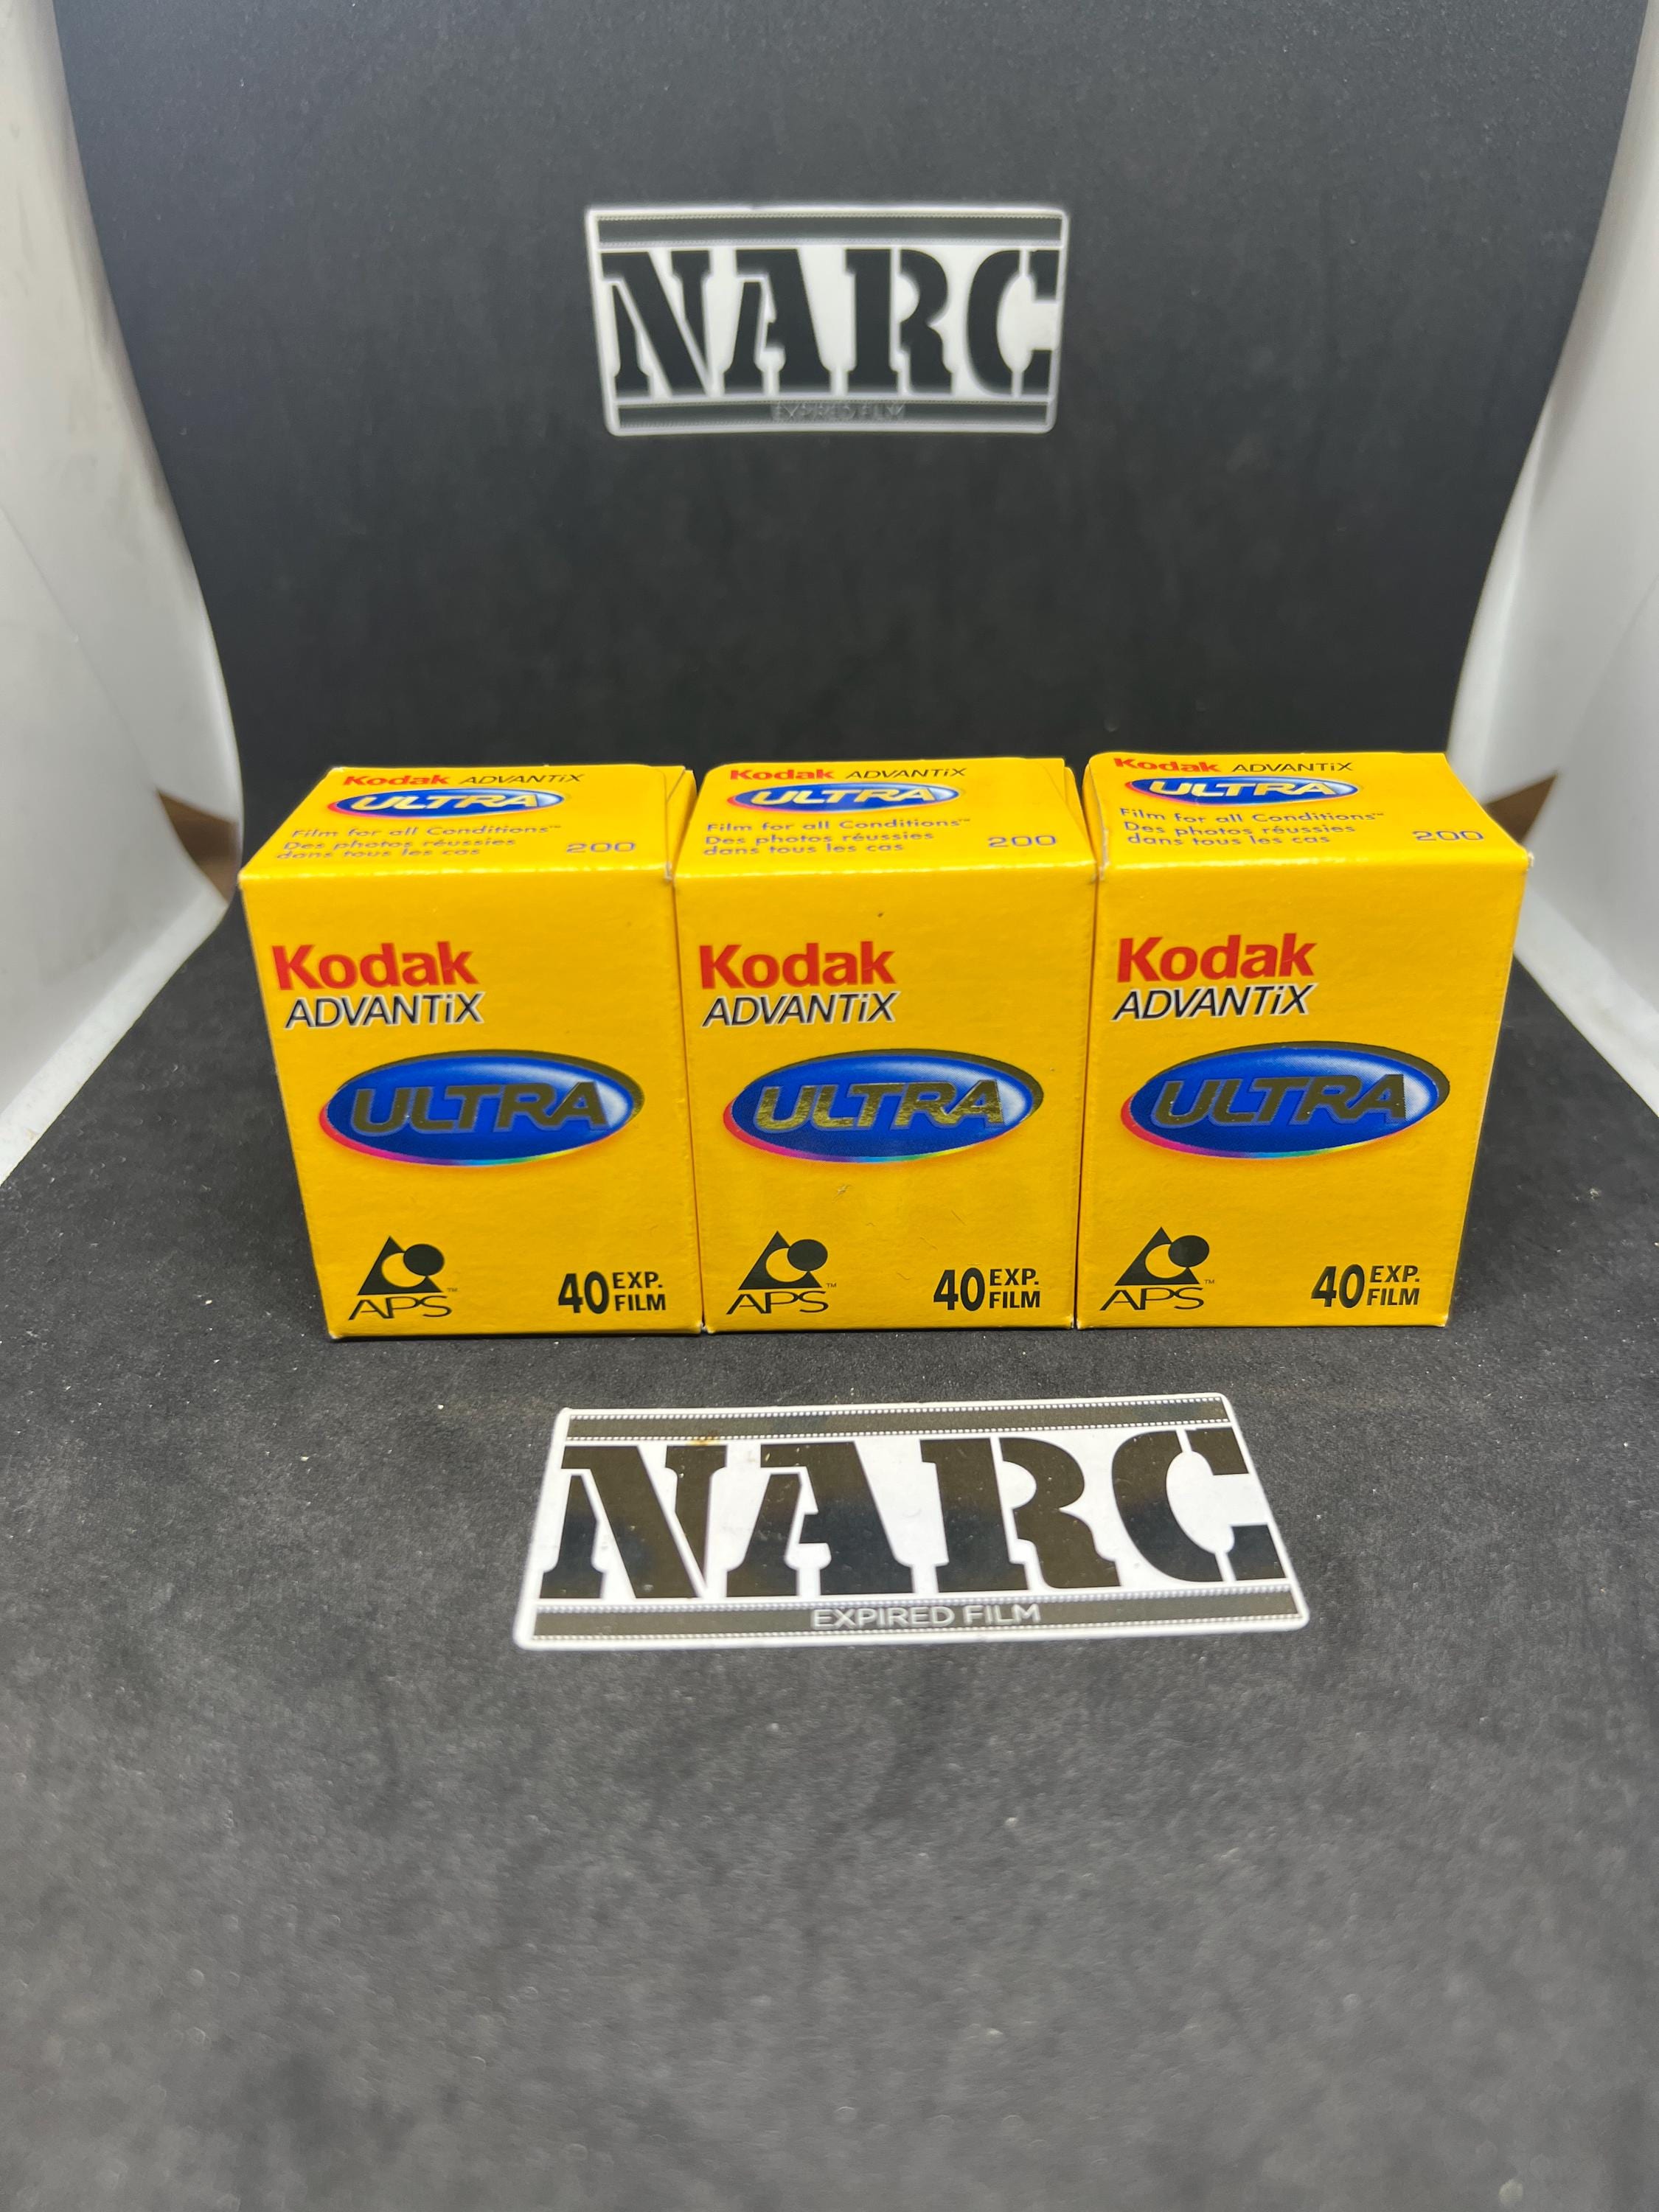 NARC
EXPIRED FILM
Kodak ADVANTiX
ULTRA
Film for all Conditions™
Des photos réussies
dans tous les cas
200
Kodak
ADVANTiX
ULTRA
APS™
40 EXP. FILM
Kodak ADVANTiX
ULTRA
Film for all Conditions™
Des photos réussies
dans tous les cas
200
Kodak
ADVANTiX
ULTRA
APS™
40 EXP. FILM
Kodak ADVANTiX
ULTRA
Film for all Conditions™
Des photos réussies
dans tous les cas
200
Kodak
ADVANTiX
ULTRA
APS™
40 EXP. FILM
NARC
EXPIRED FILM